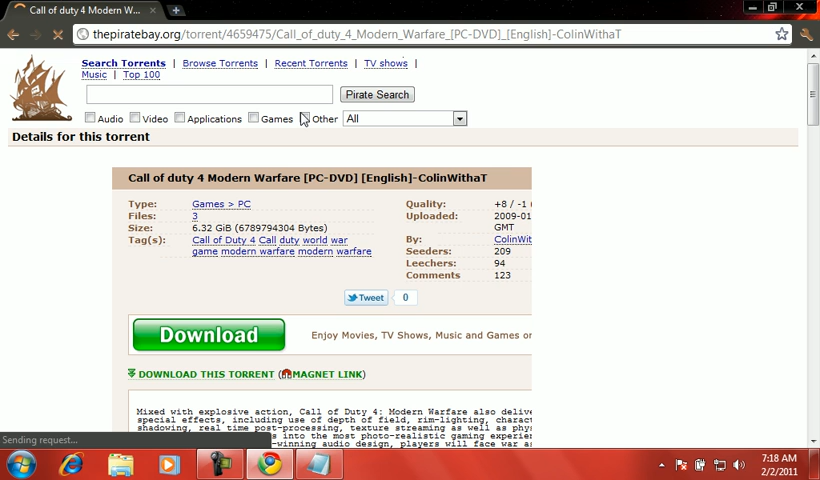 Call of duty 4 Modern W...
thepiratebay.org/torrent/4659475/Call_of_duty_4_Modern_Warfare_[PC-DVD]_[English]-ColinWithaT
Search Torrents | Browse Torrents | Recent Torrents | TV shows |
Music | Top 100
Pirate Search
Audio Video Applications Games Other All
Details for this torrent
Call of duty 4 Modern Warfare [PC-DVD] [English]-ColinWithaT
Type: Games > PC
Files: 3
Size: 6.32 GiB (6789794304 Bytes)
Tag(s): Call of Duty 4 Call duty world war
game modern warfare modern warfare
Quality: +8 / -1 (
Uploaded: 2009-01
GMT
By: ColinWit
Seeders: 209
Leechers: 94
Comments 123
Tweet 0
Download Enjoy Movies, TV Shows, Music and Games or
DOWNLOAD THIS TORRENT (MAGNET LINK)
Mixed with explosive action, Call of Duty 4: Modern Warfare also delive
special effects, including use of depth of field, rim-lighting, charact
shadowing, real time post-processing, texture streaming as well as phys
s into the most photo-realistic gaming experien
-winning audio design, players will face war as
Sending request...
7:18 AM
2/2/2011